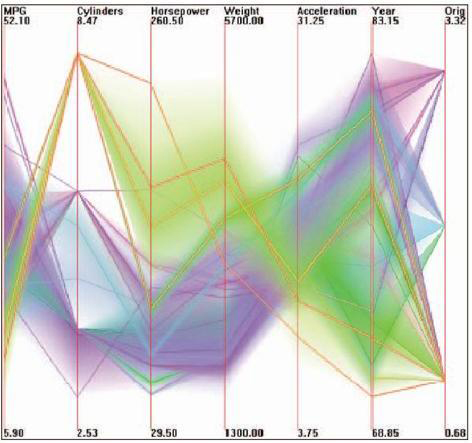 MPG Cylinders Horsepower Weight Acceleration Year Orig
52.10 8.47 260.50 5700.00 31.25 83.15 3.32
5.90 2.53 29.50 1300.00 3.75 68.85 0.68